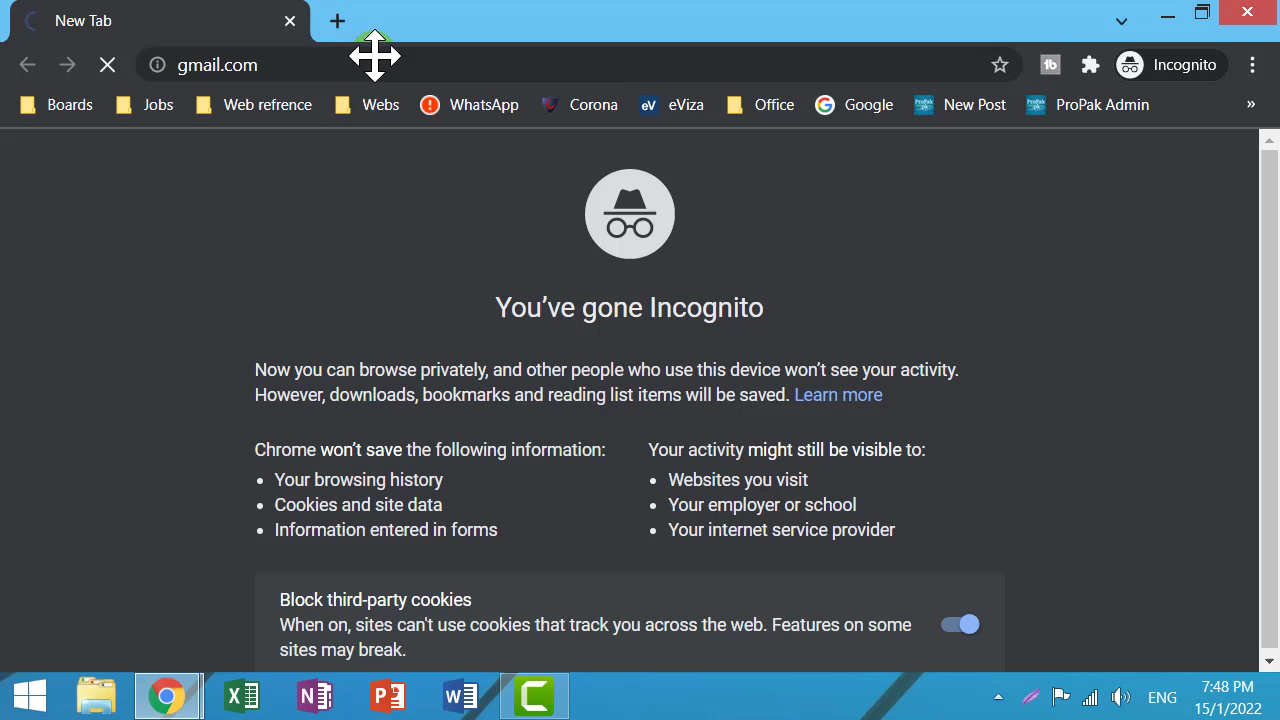 New Tab
gmail.com
Incognito
Boards Jobs Web refrence Webs WhatsApp Corona eV eViza Office Google New Post ProPak Admin »
You've gone Incognito
Now you can browse privately, and other people who use this device won't see your activity.
However, downloads, bookmarks and reading list items will be saved. Learn more
Chrome won't save the following information:
Your browsing history
Cookies and site data
Information entered in forms
Your activity might still be visible to:
Websites you visit
Your employer or school
Your internet service provider
Block third-party cookies
When on, sites can't use cookies that track you across the web. Features on some
sites may break.
ENG
7:48 PM
15/1/2022